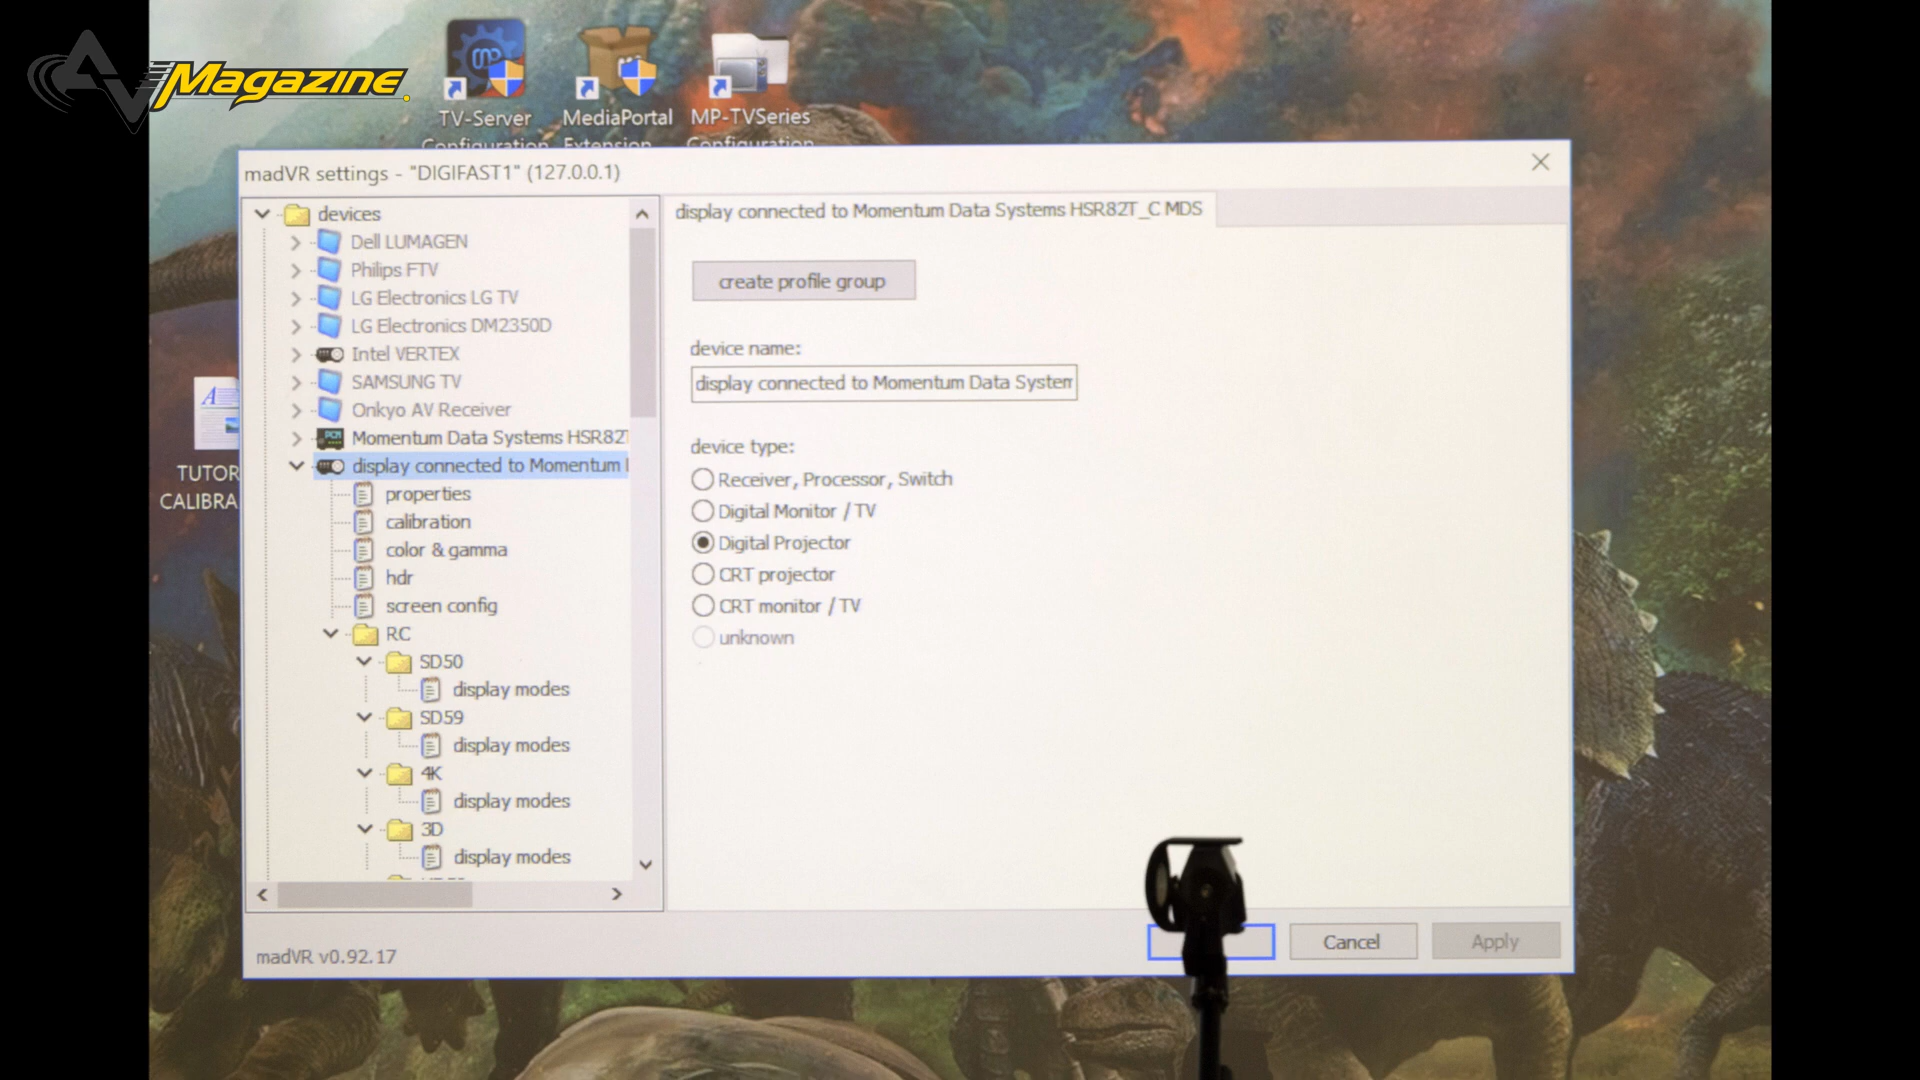 AV Magazine
TV-Server
Configuration
MediaPortal
Extension
MP-TVSeries
Configuration
TUTOR
CALIBRA
madVR settings - "DIGIFAST1" (127.0.0.1)
devices
Dell LUMAGEN
Philips FTV
LG Electronics LG TV
LG Electronics DM2350D
Intel VERTEX
SAMSUNG TV
Onkyo AV Receiver
Momentum Data Systems HSR82T
display connected to Momentum
properties
calibration
color & gamma
hdr
screen config
RC
SD50
display modes
SD59
display modes
4K
display modes
3D
display modes
madVR v0.92.17
display connected to Momentum Data Systems HSR82T_C MDS
create profile group
device name:
display connected to Momentum Data System
device type:
Receiver, Processor, Switch
Digital Monitor / TV
Digital Projector
CRT projector
CRT monitor / TV
unknown
Cancel
Apply